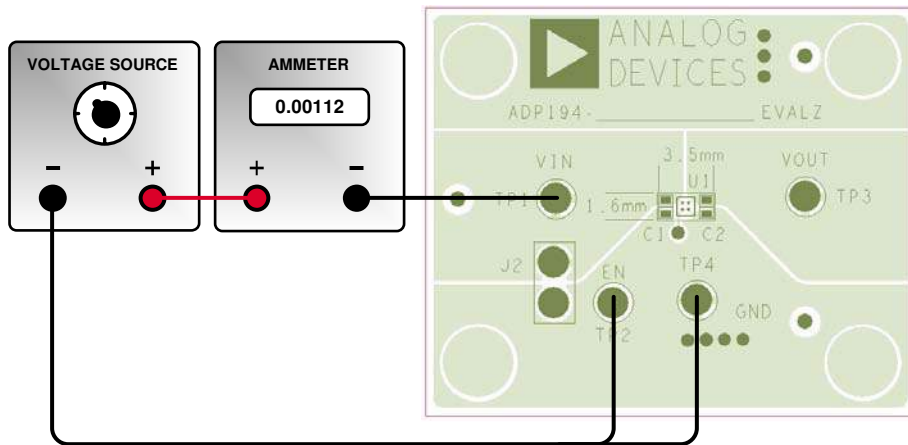 VOLTAGE SOURCE
- +
AMMETER
0.00112
+ -
ANALOG
DEVICES
ADP194-____________EVALZ
3.5mm
VIN
VOUT
U1
TP1
1.6mm
TP3
C1 C2
J2
EN
TP4
GND
TP2